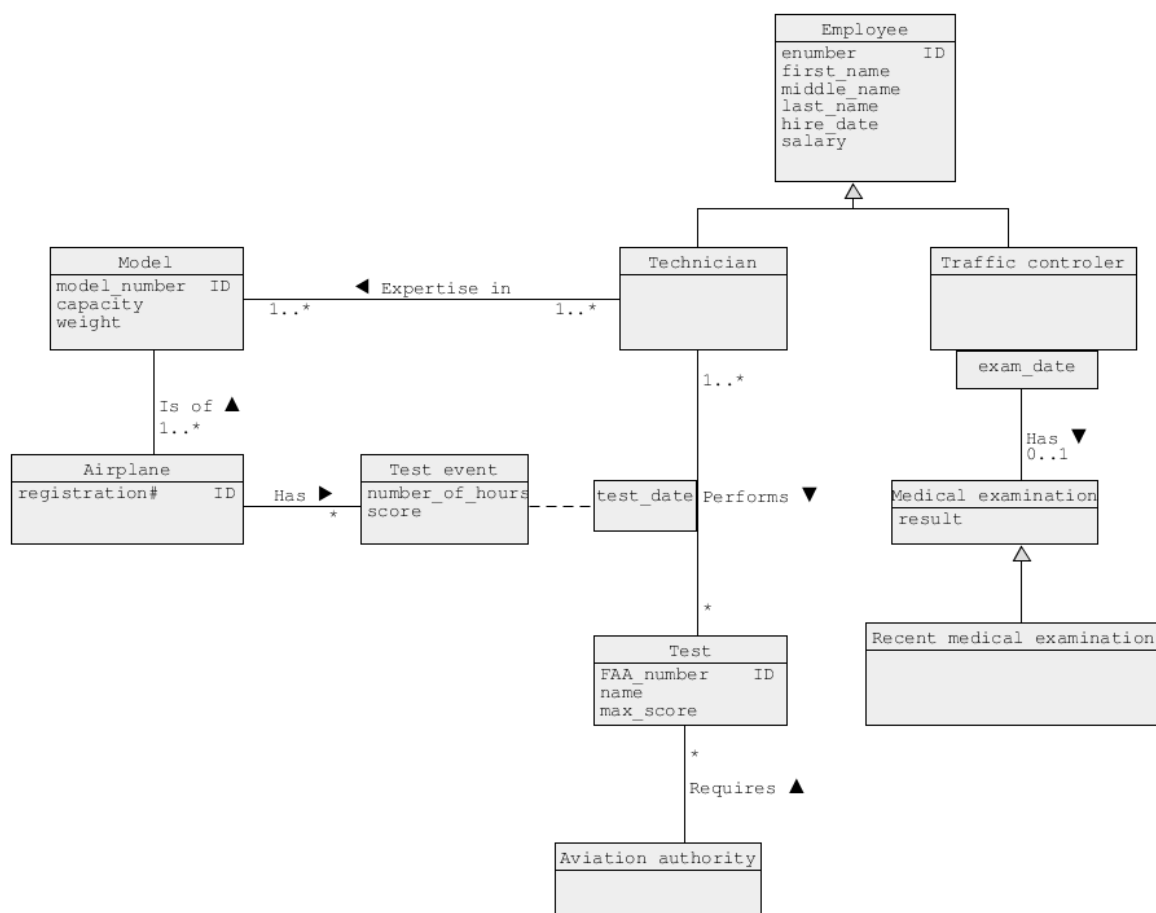 Employee
enumber ID
first_name
middle_name
last_name
hire_date
salary
Model
model_number ID
capacity
weight
◀ Expertise in
1..*
1..*
Technician
Traffic controler
exam_date
1..*
Is of ▲
1..*
Has ▼
0..1
Airplane
registration# ID
Has ▶
*
Test event
number_of_hours
score
test_date
Performs ▼
Medical examination
result
*
Recent medical examination
Test
FAA_number ID
name
max_score
*
Requires ▲
Aviation authority